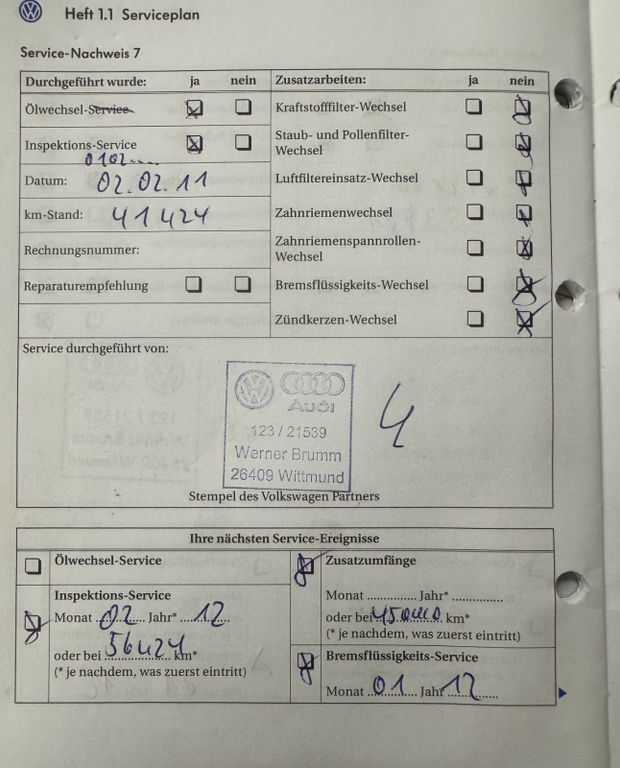 Heft 1.1 Serviceplan
Service-Nachweis 7
Durchgeführt wurde: ja nein
Ölwechsel-Service
Inspektions-Service
0102....
Datum: 02.02.11
km-Stand: 41424
Rechnungsnummer:
Reparaturempfehlung
Zusatzarbeiten: ja nein
Kraftstofffilter-Wechsel
Staub- und Pollenfilter-
Wechsel
Luftfiltereinsatz-Wechsel
Zahnriemenwechsel
Zahnriemenspannrollen-
Wechsel
Bremsflüssigkeits-Wechsel
Zündkerzen-Wechsel
Service durchgeführt von:
Audi
123 / 21539
Werner Brumm
26409 Wittmund
Stempel des Volkswagen Partners
Ihre nächsten Service-Ereignisse
Ölwechsel-Service
Inspektions-Service
Monat 02 Jahr* 12
oder bei 56424 km*
(* je nachdem, was zuerst eintritt)
Zusatzumfänge
Monat .............. Jahr* ..............
oder bei 45000 km*
(* je nachdem, was zuerst eintritt)
Bremsflüssigkeits-Service
Monat 01 Jahr 12